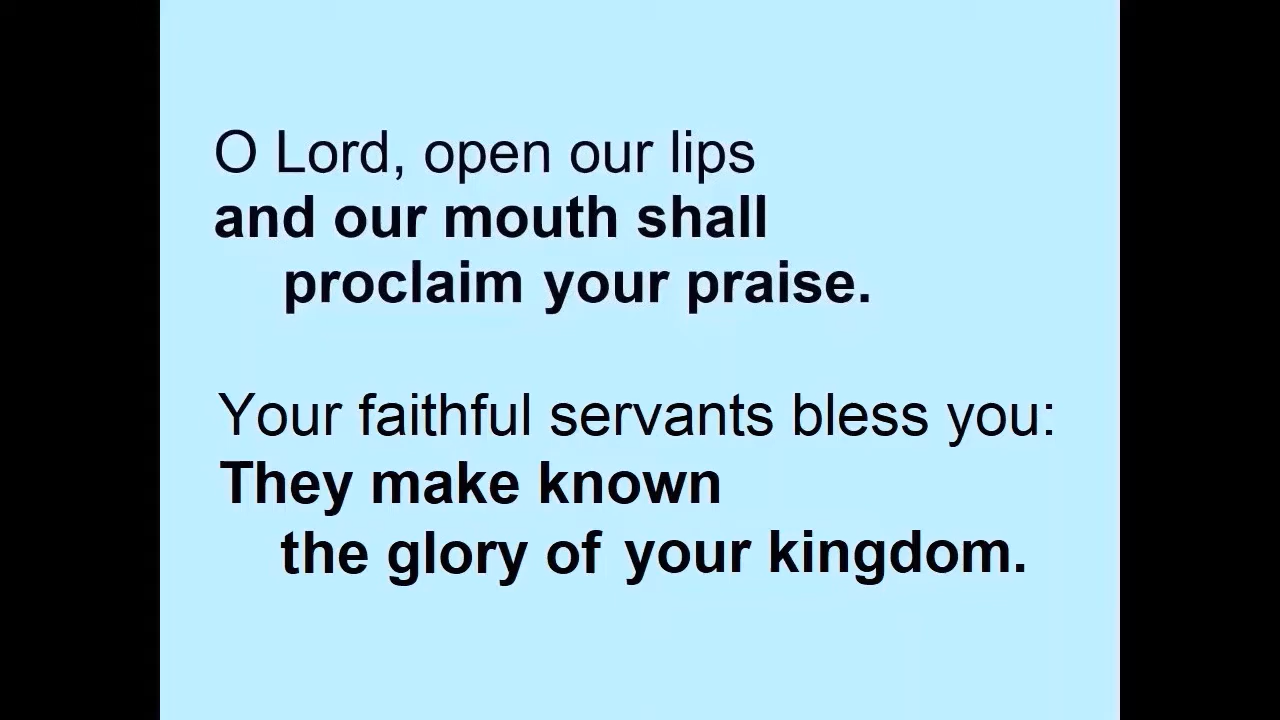 O Lord, open our lips
and our mouth shall
proclaim your praise.
Your faithful servants bless you:
They make known
the glory of your kingdom.